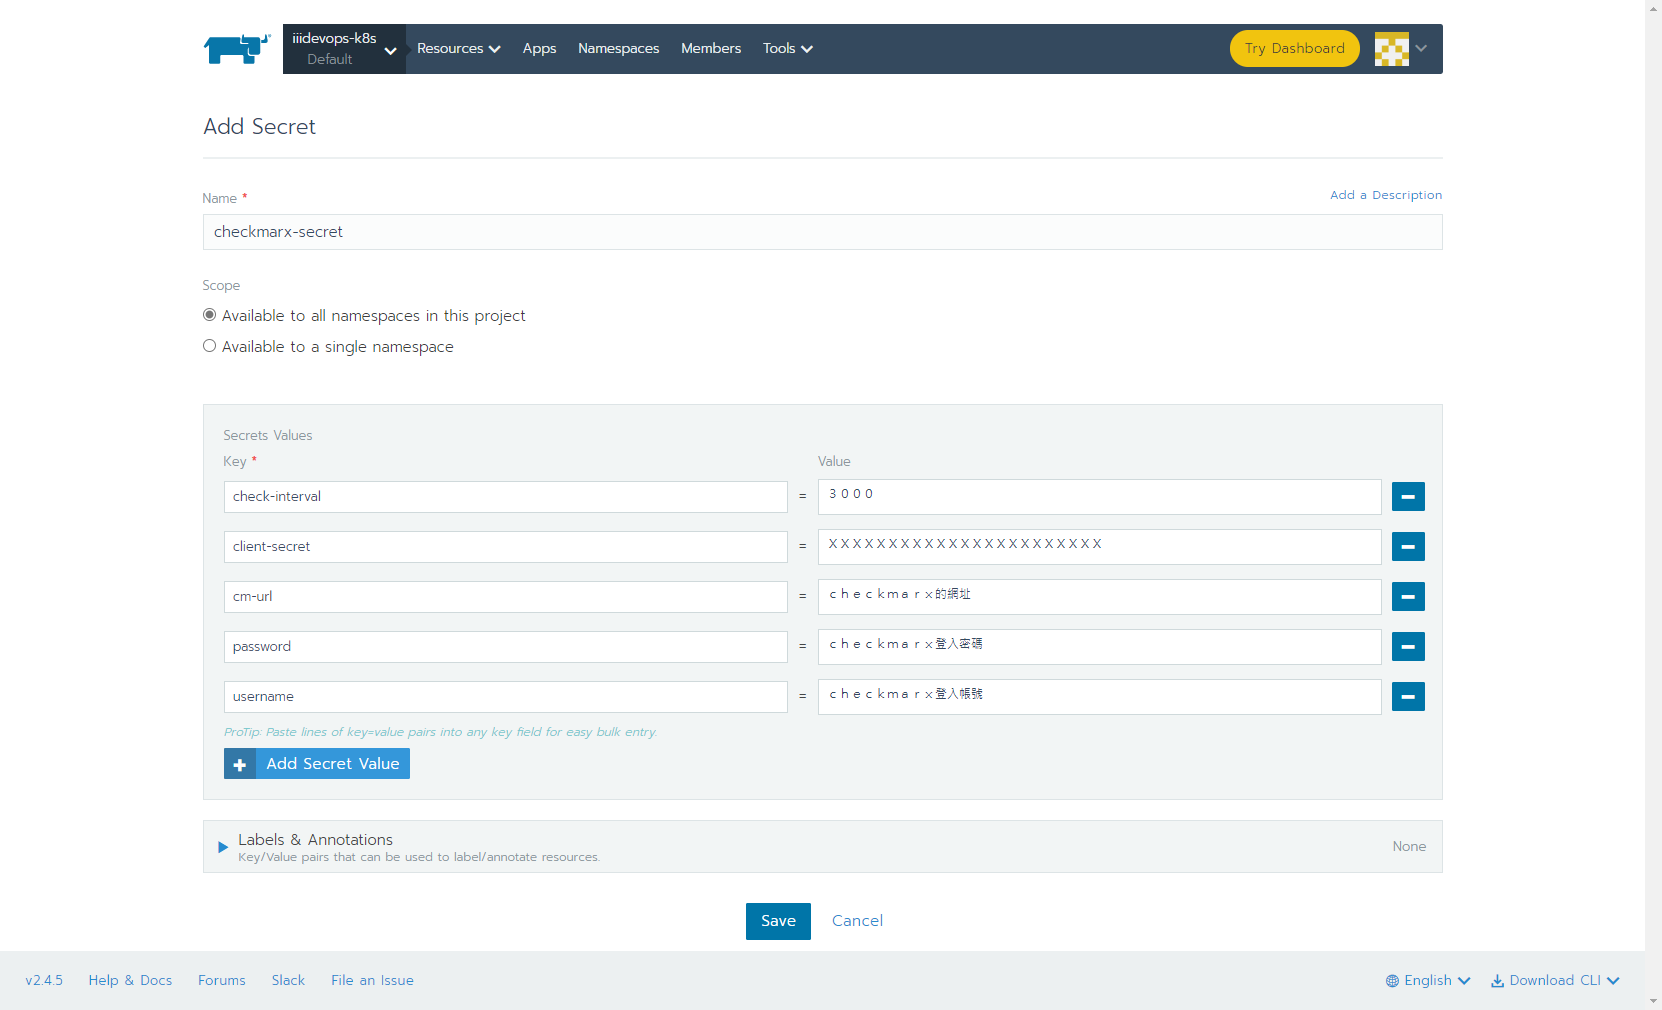 iiidevops-k8s
Default
Resources
Apps
Namespaces
Members
Tools
Try Dashboard
Add Secret
Name *
Add a Description
checkmarx-secret
Scope
Available to all namespaces in this project
Available to a single namespace
Secrets Values
Key *
Value
check-interval
=
３０００
client-secret
=
ＸＸＸＸＸＸＸＸＸＸＸＸＸＸＸＸＸＸＸＸＸＸＸ
cm-url
=
ｃｈｅｃｋｍａｒｘ的網址
password
=
ｃｈｅｃｋｍａｒｘ登入密碼
username
=
ｃｈｅｃｋｍａｒｘ登入帳號
ProTip: Paste lines of key=value pairs into any key field for easy bulk entry.
Add Secret Value
Labels & Annotations
Key/Value pairs that can be used to label/annotate resources.
None
Save
Cancel
v2.4.5
Help & Docs
Forums
Slack
File an Issue
English
Download CLI